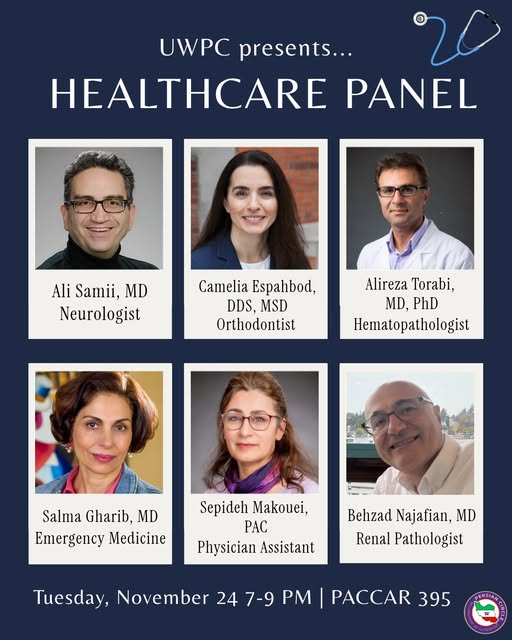 UWPC presents...
HEALTHCARE PANEL
Ali Samii, MD
Neurologist
Camelia Espahbod,
DDS, MSD
Orthodontist
Alireza Torabi,
MD, PhD
Hematopathologist
Salma Gharib, MD
Emergency Medicine
Sepideh Makouei,
PAC
Physician Assistant
Behzad Najafian, MD
Renal Pathologist
Tuesday, November 24 7-9 PM | PACCAR 395
PERSIAN CIRCLE